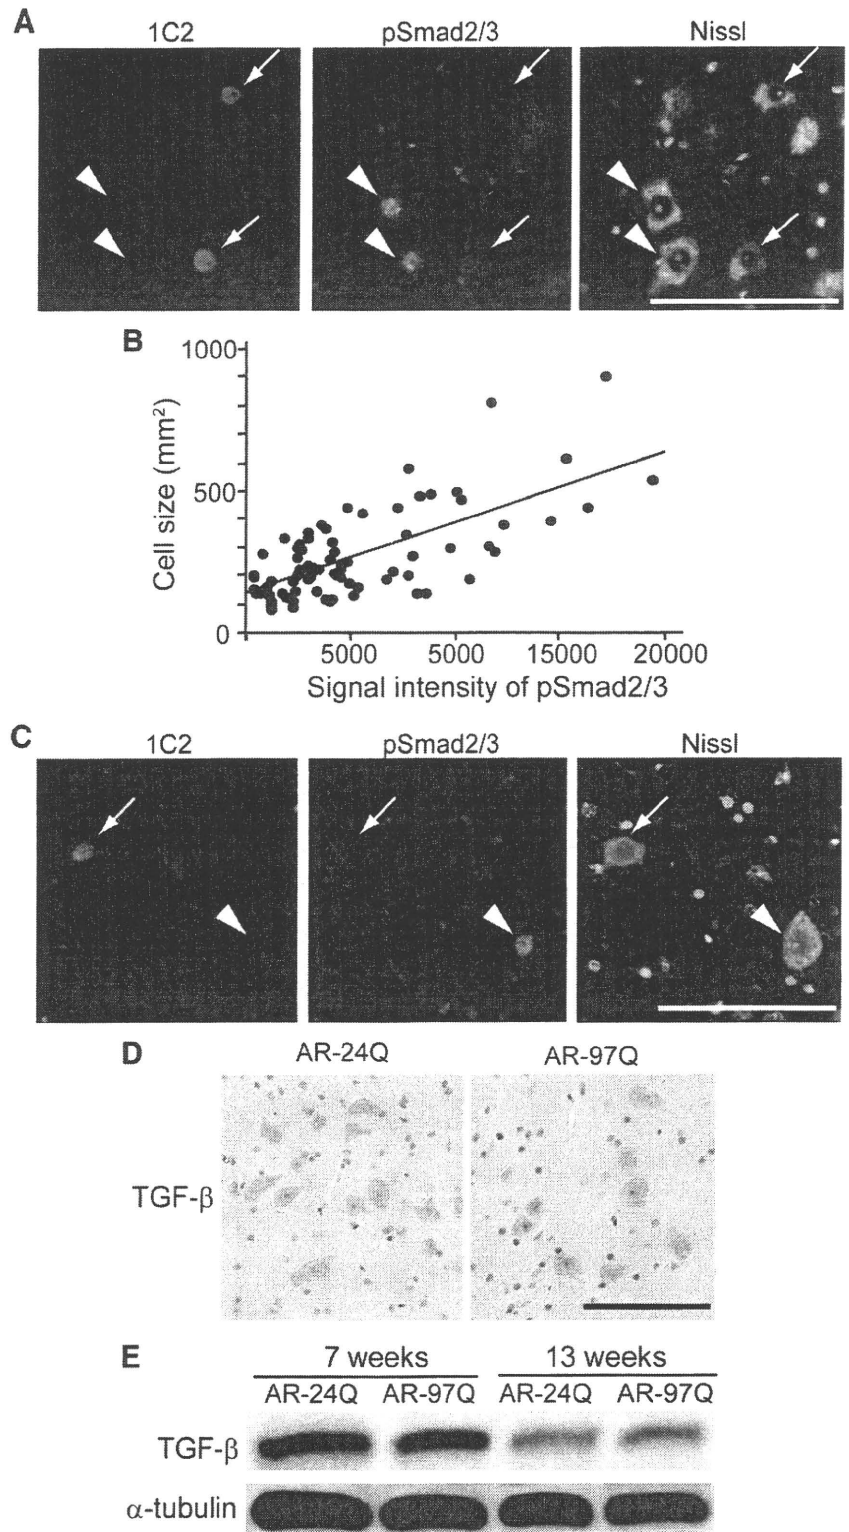 A
1C2 pSmad2/3 Nissl
B
1000
500
0
Cell size (mm²)
5000 5000 15000 20000
Signal intensity of pSmad2/3
C
1C2 pSmad2/3 Nissl
D
AR-24Q AR-97Q
TGF-β
E
7 weeks 13 weeks
AR-24Q AR-97Q AR-24Q AR-97Q
TGF-β
α-tubulin